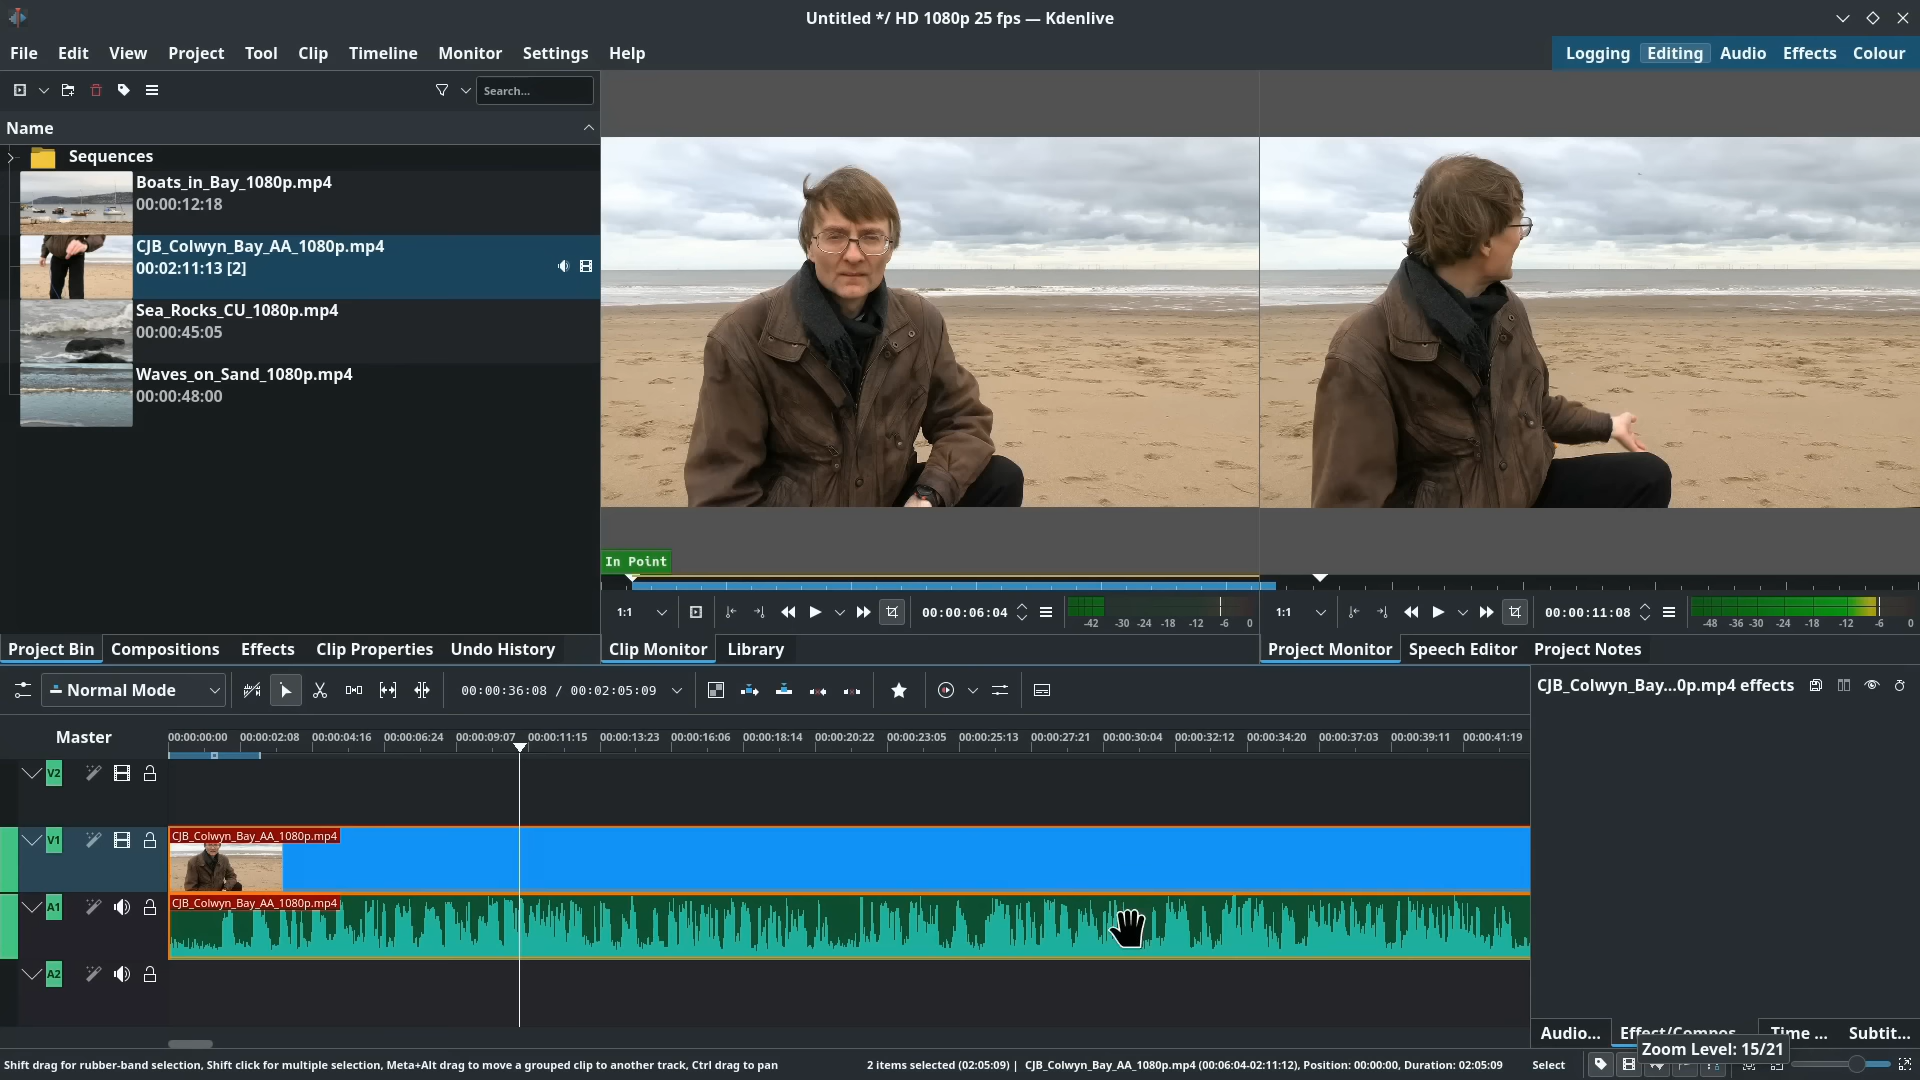 Untitled */ HD 1080p 25 fps — Kdenlive
File Edit View Project Tool Clip Timeline Monitor Settings Help
Logging Editing Audio Effects Colour
Search...
Name
Sequences
Boats_in_Bay_1080p.mp4
00:00:12:18
CJB_Colwyn_Bay_AA_1080p.mp4
00:02:11:13 [2]
Sea_Rocks_CU_1080p.mp4
00:00:45:05
Waves_on_Sand_1080p.mp4
00:00:48:00
In Point
1:1 00:00:06:04 -42 -30 -24 -18 -12 -6 0
1:1 00:00:11:08 -48 -36 -30 -24 -18 -12 -6 0
Project Bin Compositions Effects Clip Properties Undo History
Clip Monitor Library
Project Monitor Speech Editor Project Notes
Normal Mode 00:00:36:08 / 00:02:05:09
CJB_Colwyn_Bay...0p.mp4 effects
Master
00:00:00:00 00:00:02:08 00:00:04:16 00:00:06:24 00:00:09:07 00:00:11:15 00:00:13:23 00:00:16:06 00:00:18:14 00:00:20:22 00:00:23:05 00:00:25:13 00:00:27:21 00:00:30:04 00:00:32:12 00:00:34:20 00:00:37:03 00:00:39:11 00:00:41:19
V2
V1
CJB_Colwyn_Bay_AA_1080p.mp4
A1
CJB_Colwyn_Bay_AA_1080p.mp4
A2
Audio... Effect/Compos... Time ... Subtit...
Zoom Level: 15/21
Shift drag for rubber-band selection, Shift click for multiple selection, Meta+Alt drag to move a grouped clip to another track, Ctrl drag to pan
2 items selected (02:05:09) | CJB_Colwyn_Bay_AA_1080p.mp4 (00:06:04-02:11:12), Position: 00:00:00, Duration: 02:05:09
Select